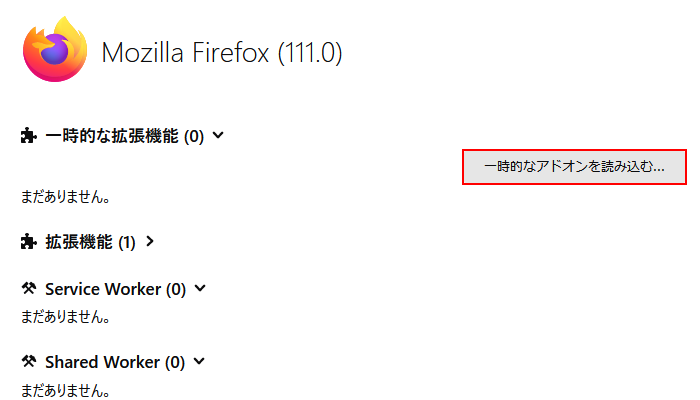 Mozilla Firefox (111.0)
一時的な拡張機能 (0)
一時的なアドオンを読み込む...
まだありません。
拡張機能 (1)
Service Worker (0)
まだありません。
Shared Worker (0)
まだありません。